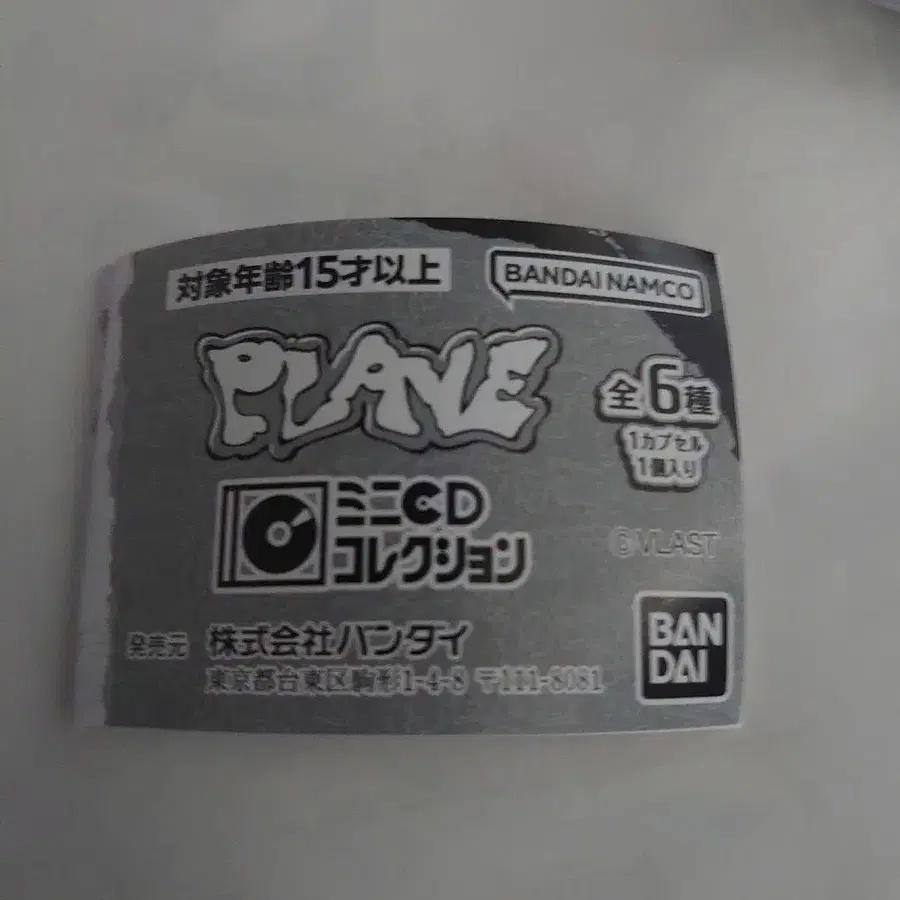 対象年齢15才以上
BANDAI NAMCO
PLAVE
全6種
1カプセル
1個入り
ミニCD
コレクション
©VLAST
発売元 株式会社バンダイ
東京都台東区駒形1-4-8 〒111-8081
BAN
DAI